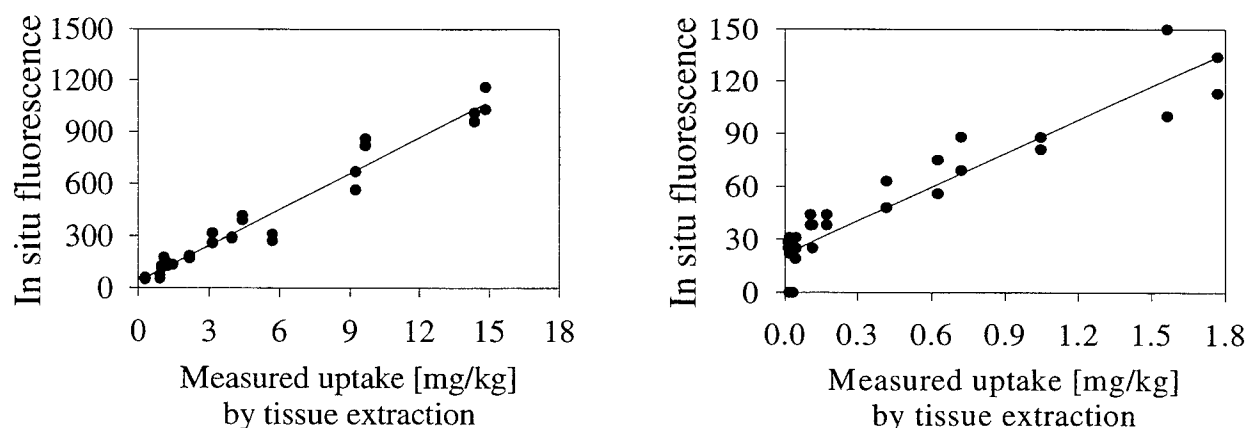 In situ fluorescence
1500
1200
900
600
300
0
0 3 6 9 12 15 18
Measured uptake [mg/kg]
by tissue extraction
In situ fluorescence
150
120
90
60
30
0
0.0 0.3 0.6 0.9 1.2 1.5 1.8
Measured uptake [mg/kg]
by tissue extraction